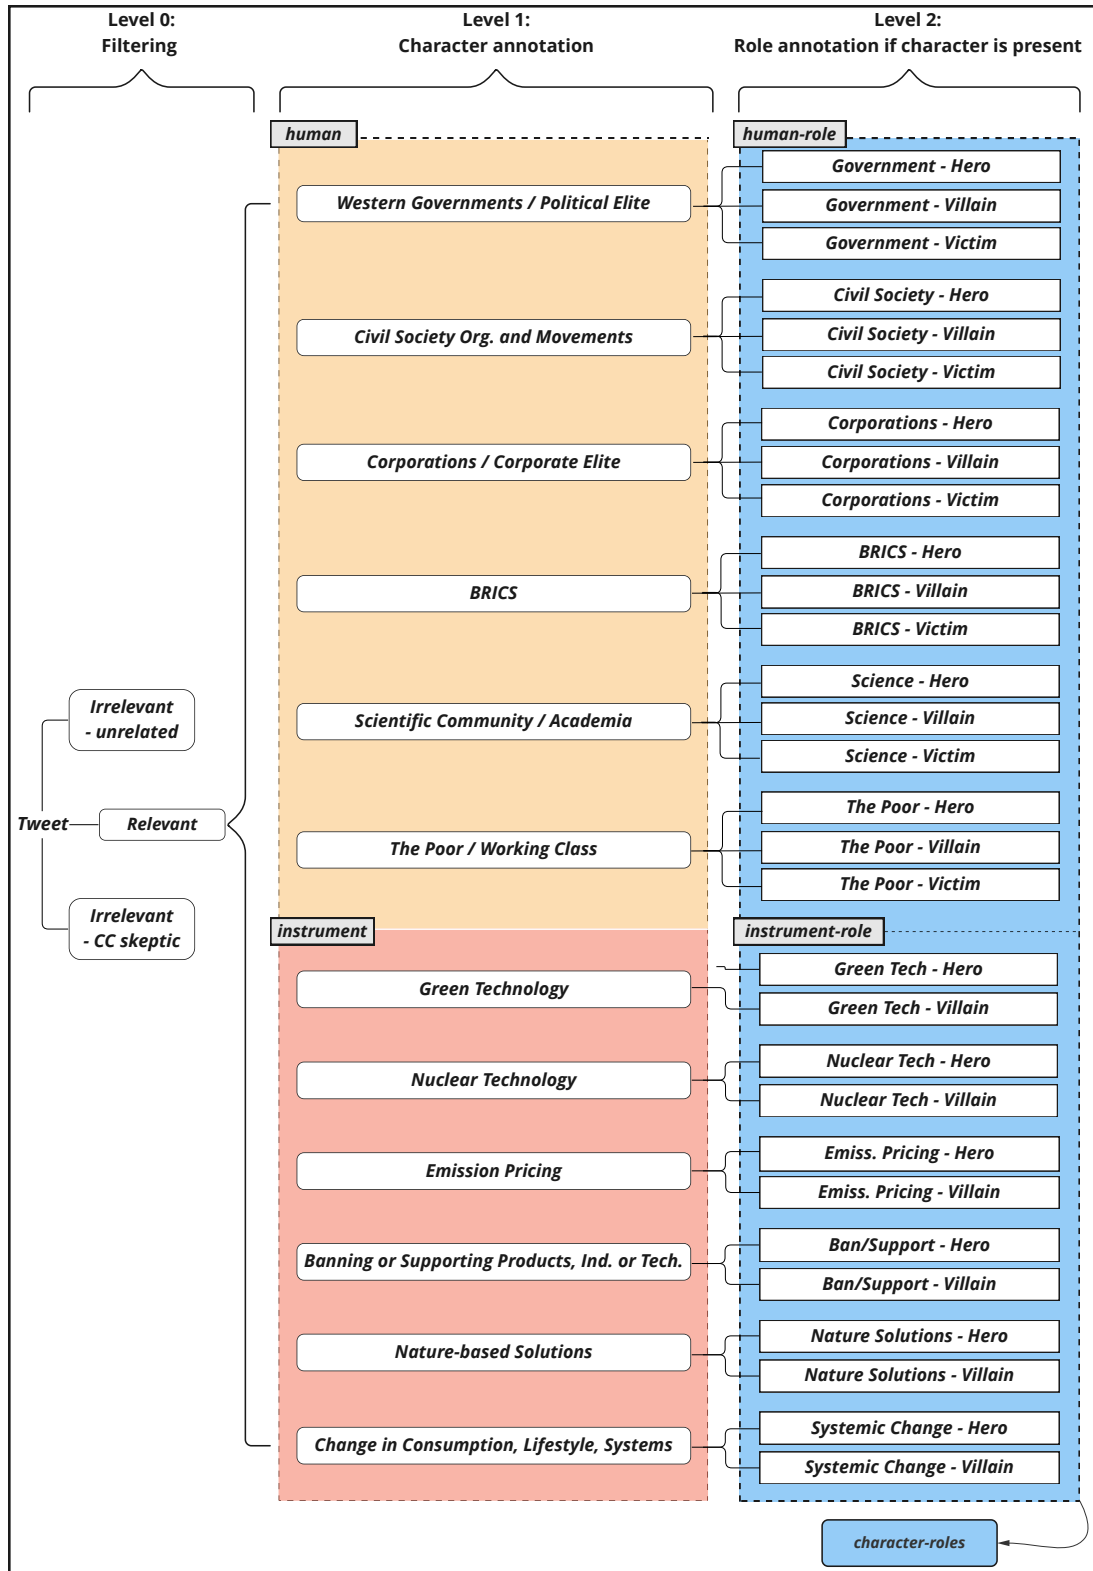 Level 0:
Filtering
Level 1:
Character annotation
Level 2:
Role annotation if character is present
human
human-role
Western Governments / Political Elite
Government - Hero
Government - Villain
Government - Victim
Civil Society Org. and Movements
Civil Society - Hero
Civil Society - Villain
Civil Society - Victim
Corporations / Corporate Elite
Corporations - Hero
Corporations - Villain
Corporations - Victim
BRICS
BRICS - Hero
BRICS - Villain
BRICS - Victim
Scientific Community / Academia
Science - Hero
Science - Villain
Science - Victim
Irrelevant
- unrelated
Tweet
Relevant
Irrelevant
- CC skeptic
The Poor / Working Class
The Poor - Hero
The Poor - Villain
The Poor - Victim
instrument
instrument-role
Green Technology
Green Tech - Hero
Green Tech - Villain
Nuclear Technology
Nuclear Tech - Hero
Nuclear Tech - Villain
Emission Pricing
Emiss. Pricing - Hero
Emiss. Pricing - Villain
Banning or Supporting Products, Ind. or Tech.
Ban/Support - Hero
Ban/Support - Villain
Nature-based Solutions
Nature Solutions - Hero
Nature Solutions - Villain
Change in Consumption, Lifestyle, Systems
Systemic Change - Hero
Systemic Change - Villain
character-roles